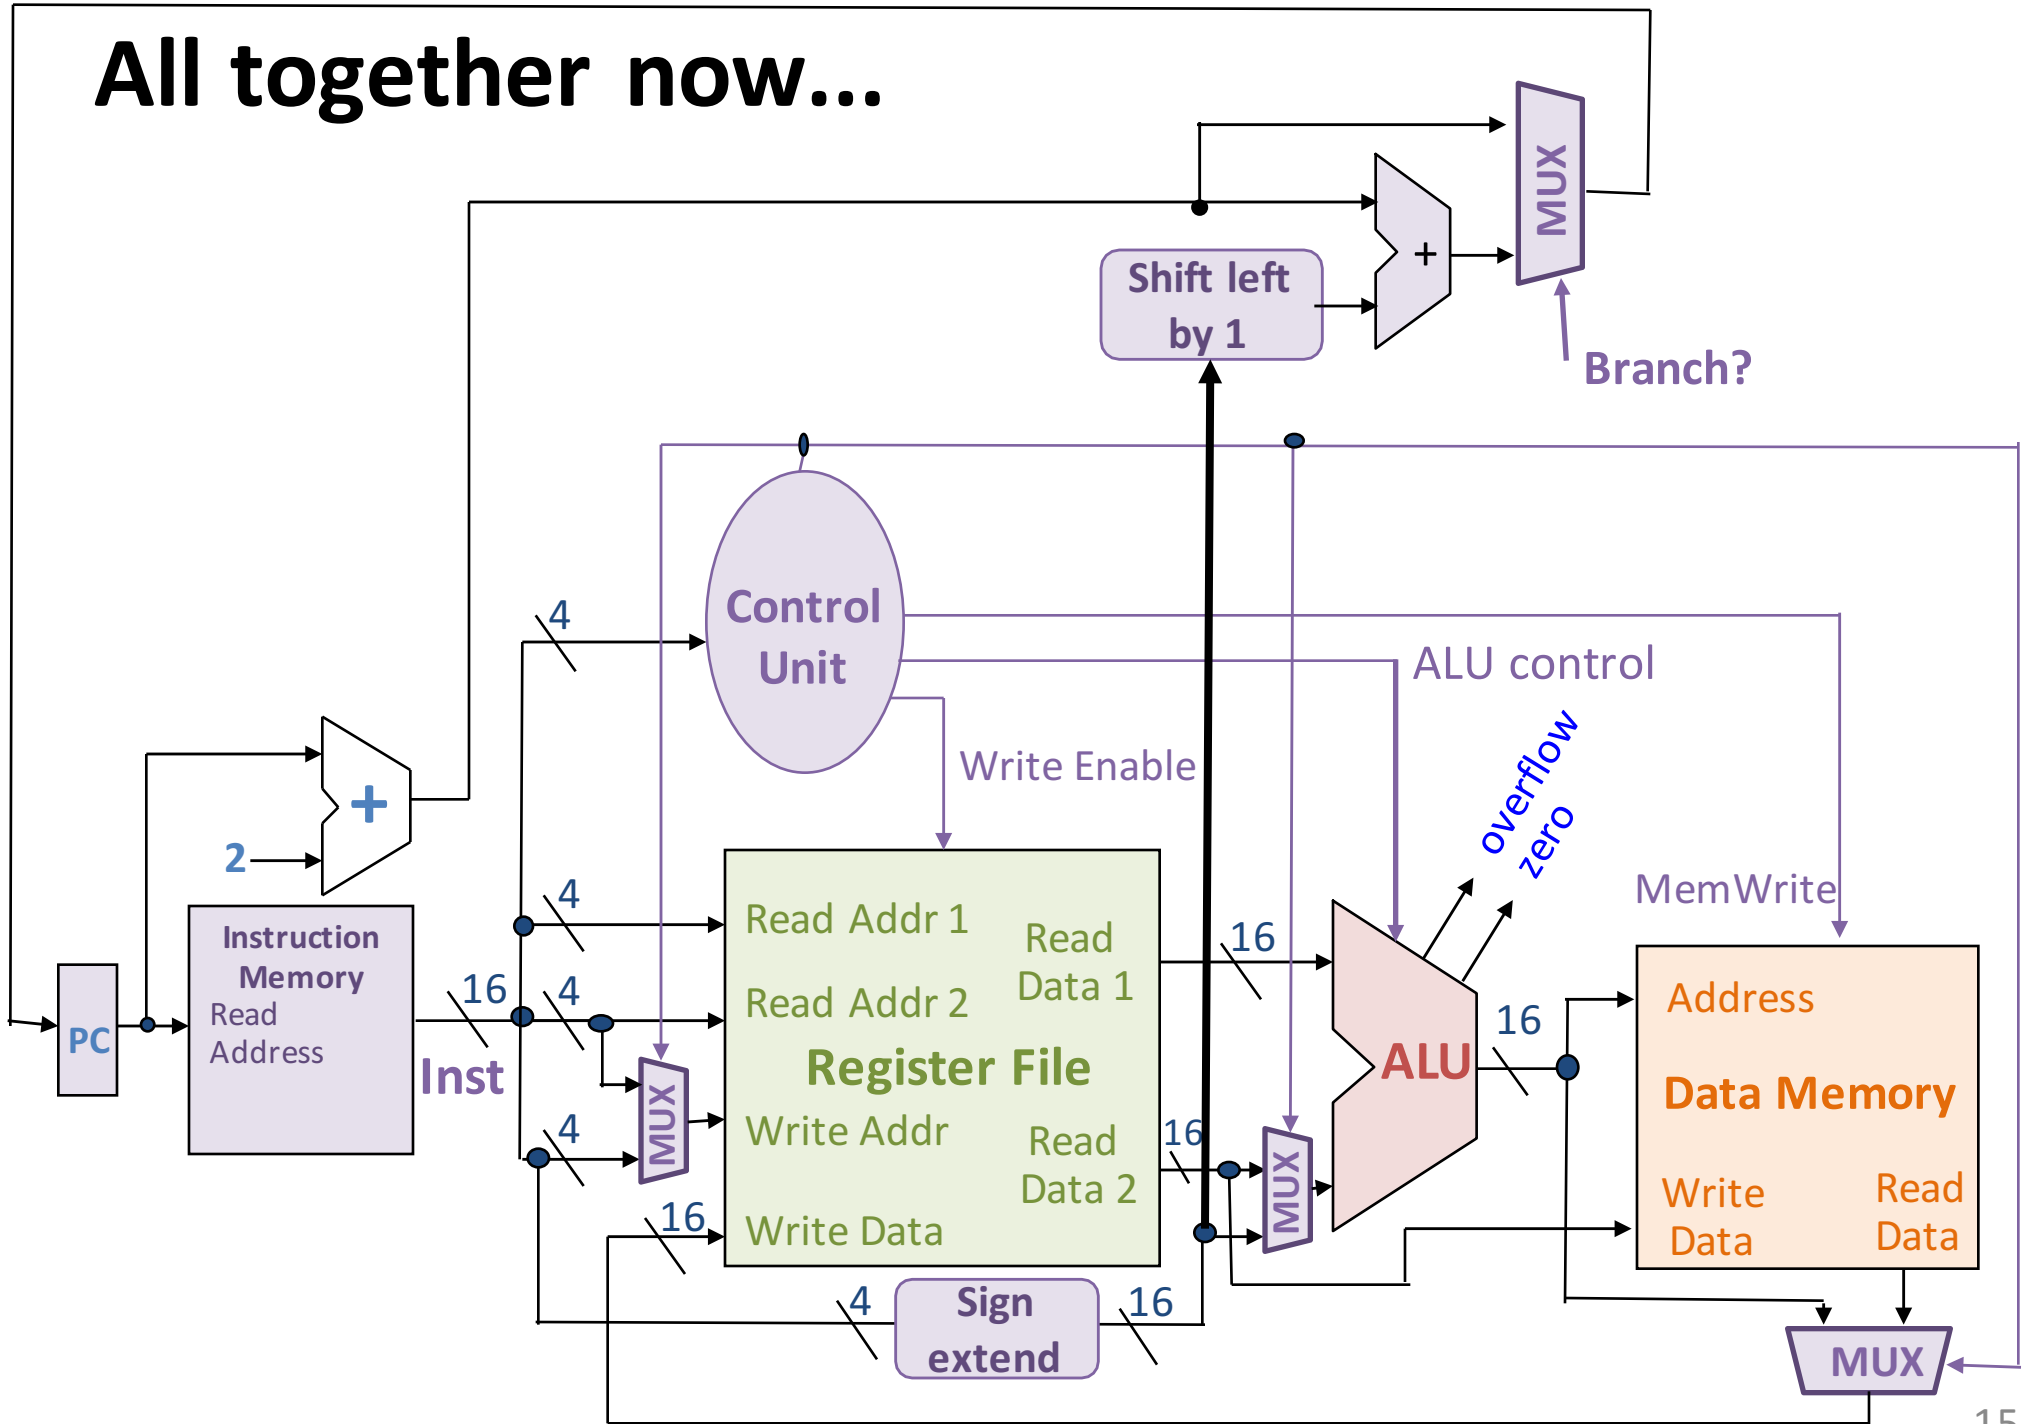 All together now...
MUX
+
Shift left
by 1
Branch?
4
Control
Unit
ALU control
Write Enable
overflow
zero
+
2
MemWrite
Instruction
Memory
Read
Address
PC
16
Inst
4
4
4
16
MUX
Read Addr 1
Read
Data 1
Read Addr 2
Register File
Write Addr
Read
Data 2
Write Data
16
16
MUX
ALU
16
Address
Data Memory
Write
Data
Read
Data
4
Sign
extend
16
MUX
15